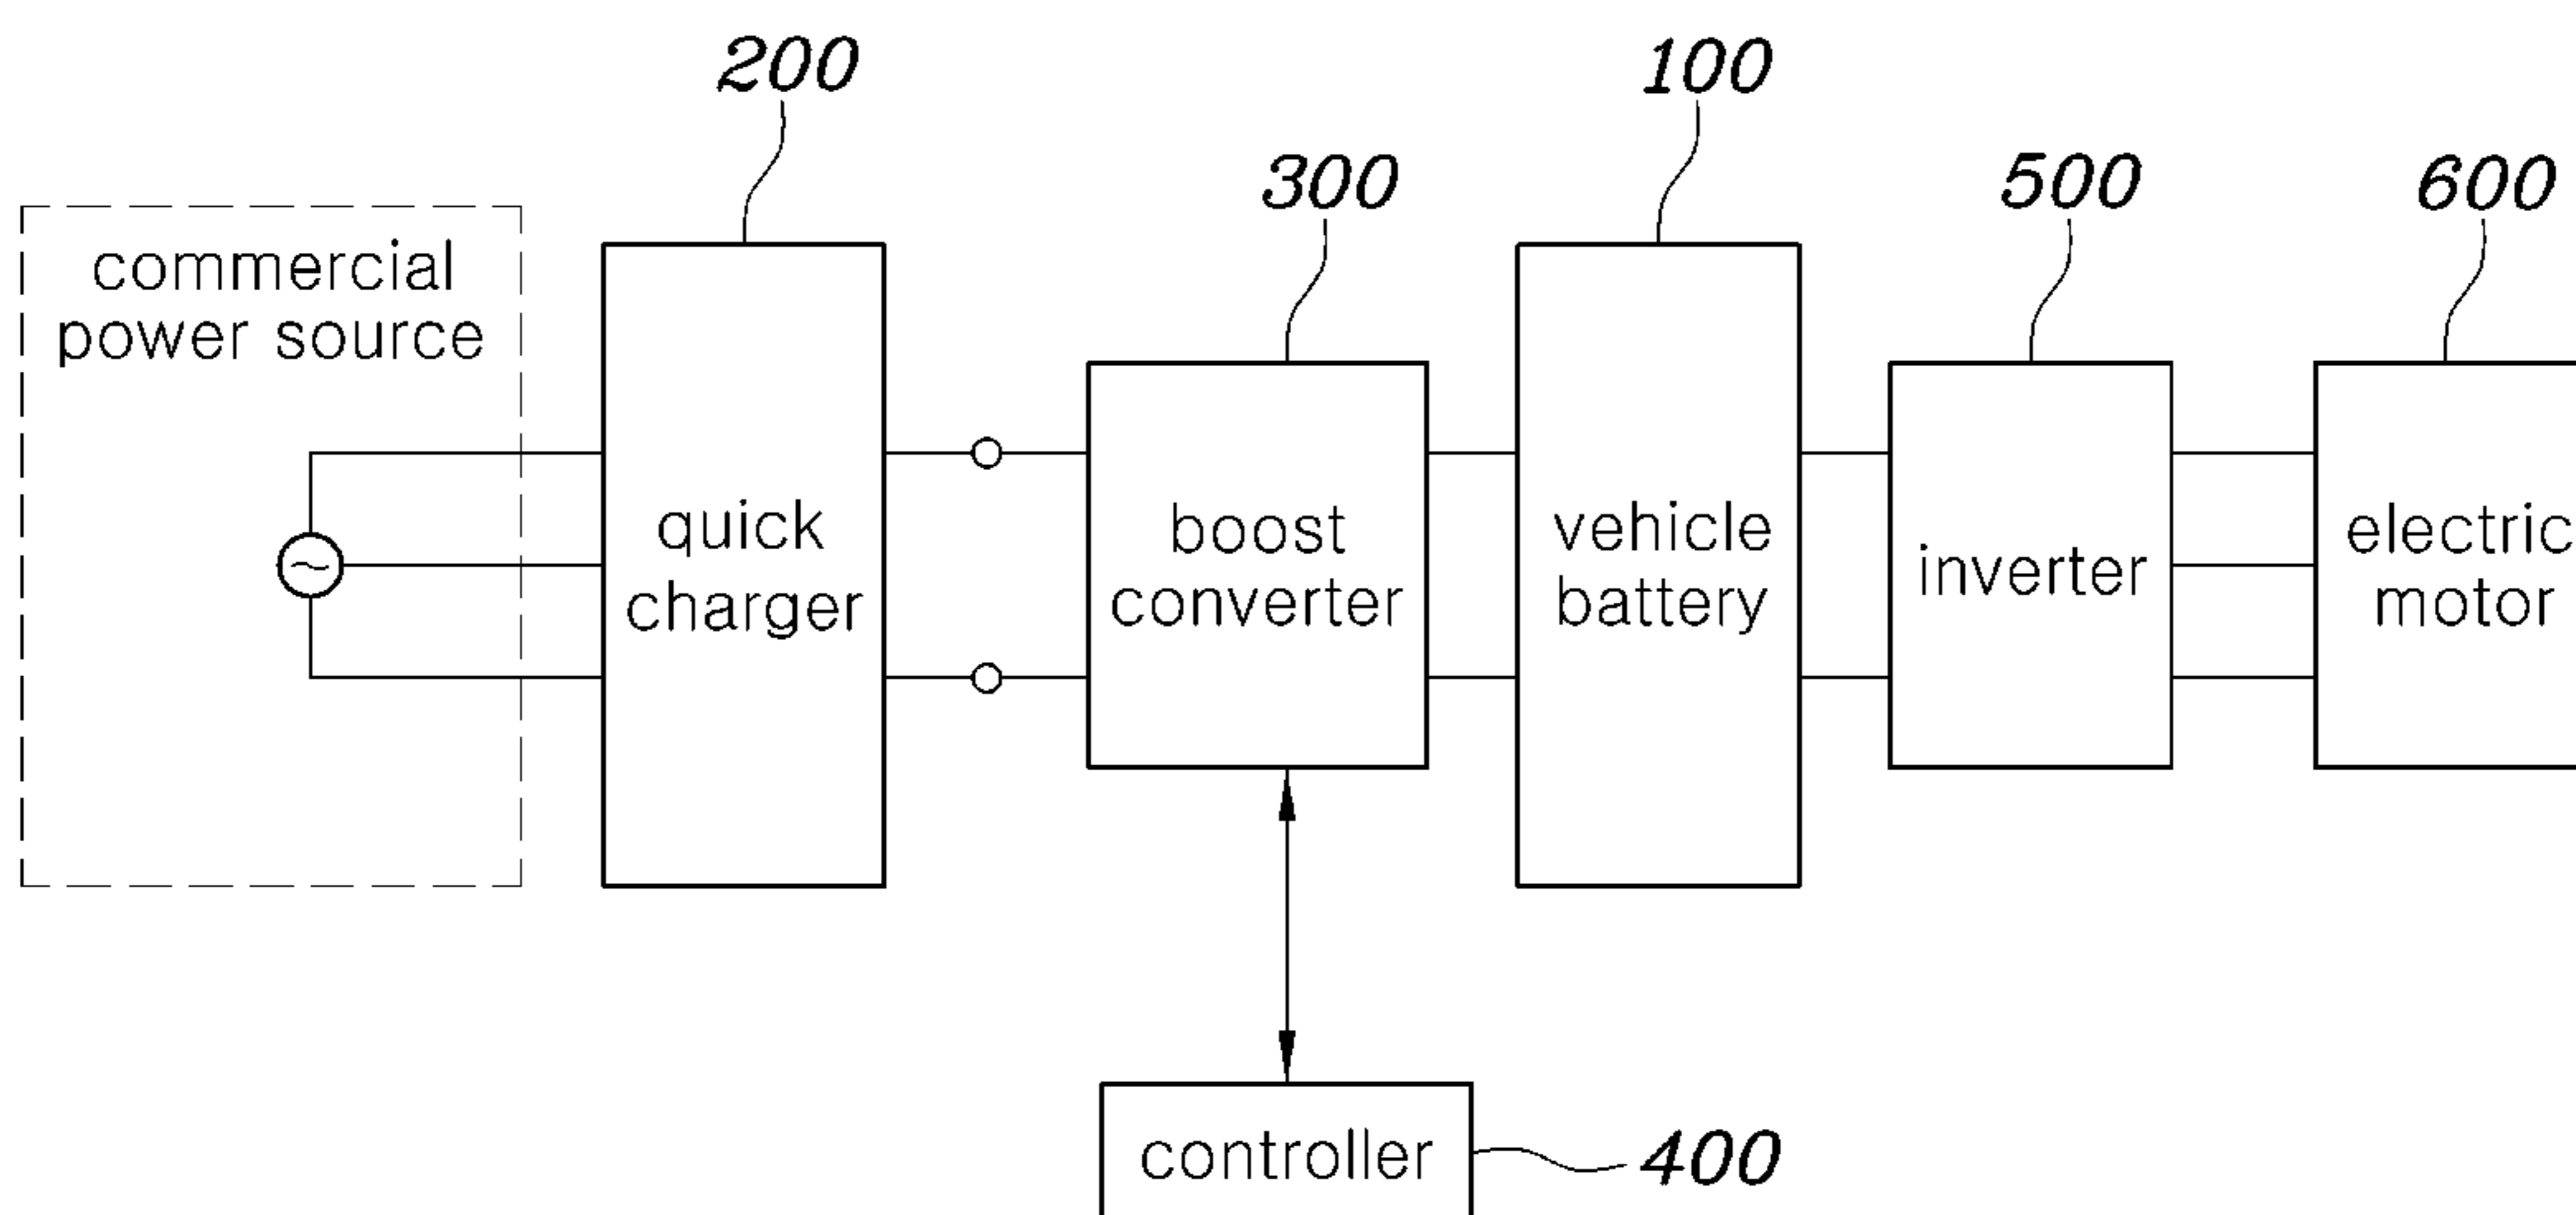 200
100
300
500
600
commercial
power source
quick
charger
boost
converter
vehicle
battery
inverter
electric
motor
controller
400